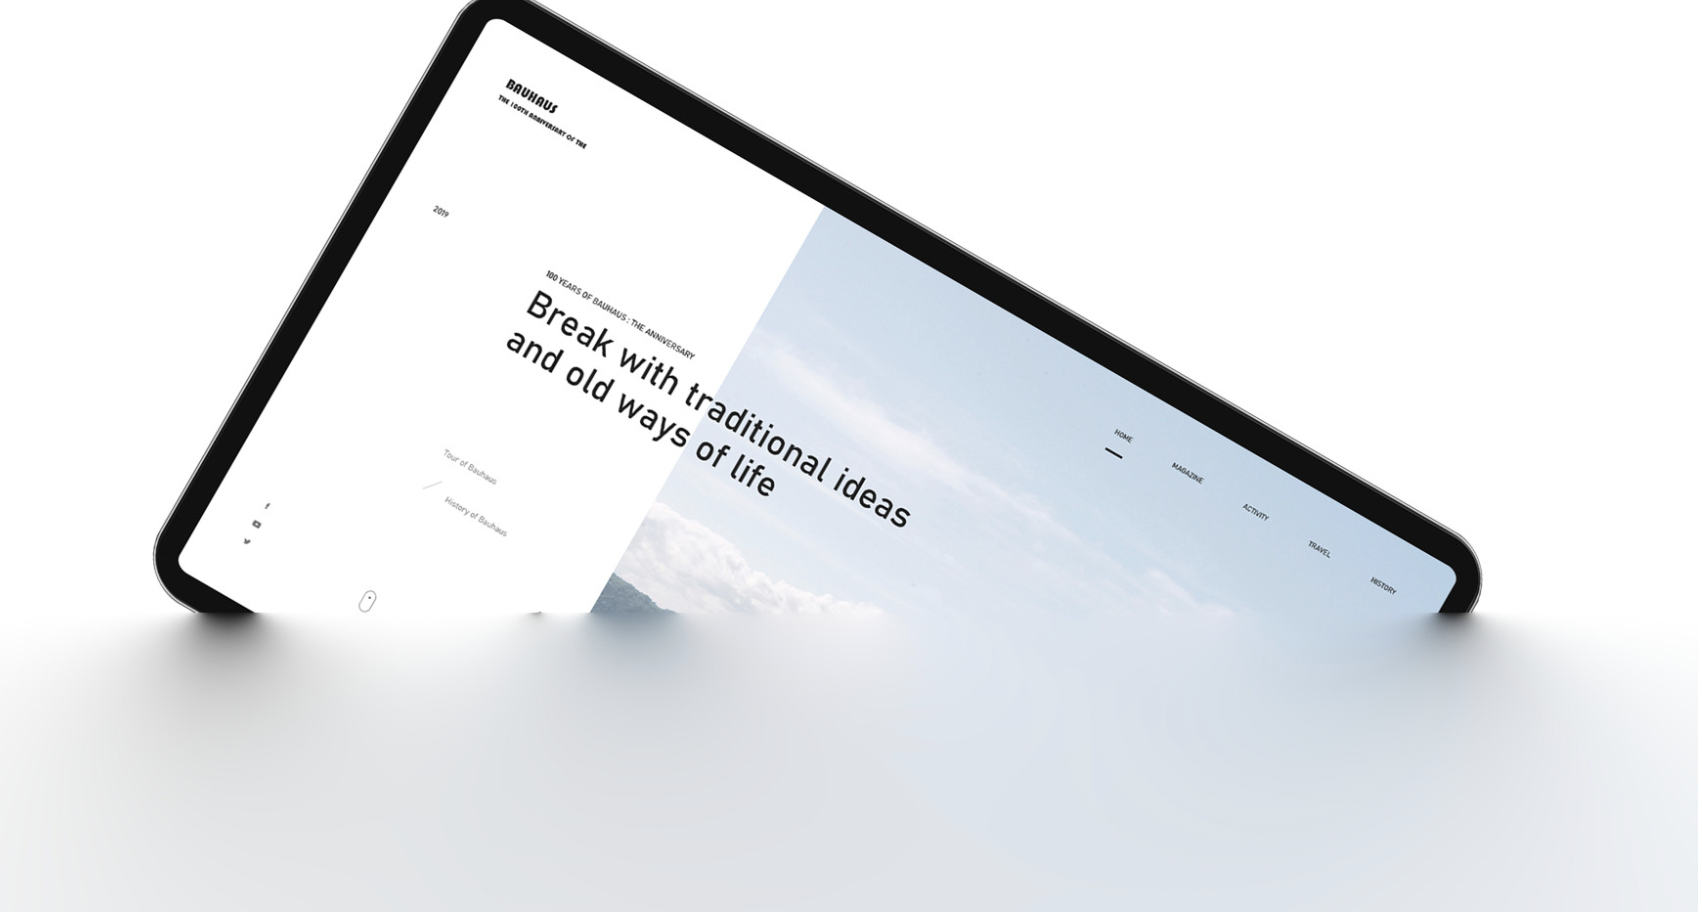 BAUHAUS
THE 100TH ANNIVERSARY OF THE
HOME
MAGAZINE
ACTIVITY
TRAVEL
HISTORY
2019
100 YEARS OF BAUHAUS : THE ANNIVERSARY
Break with traditional ideas
and old ways of life
Tour of Bauhaus
History of Bauhaus